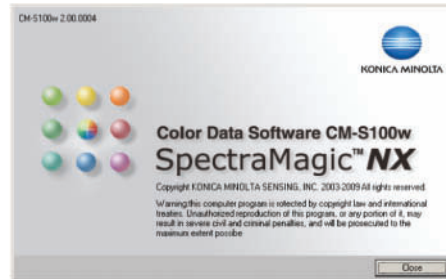 CM-S100w 2.00.0004
KONICA MINOLTA
Color Data Software CM-S100w
SpectraMagic™ NX
Copyright KONICA MINOLTA SENSING, INC. 2003-2009 All rights reserved.
Warning:this computer program is rotected by copyright law and international
treaties. Unauthorized reproduction of this program, or any portion of it, may
result in severe civil and criminal penalties, and will be prosecuted to the
maximum extent possibe
Close